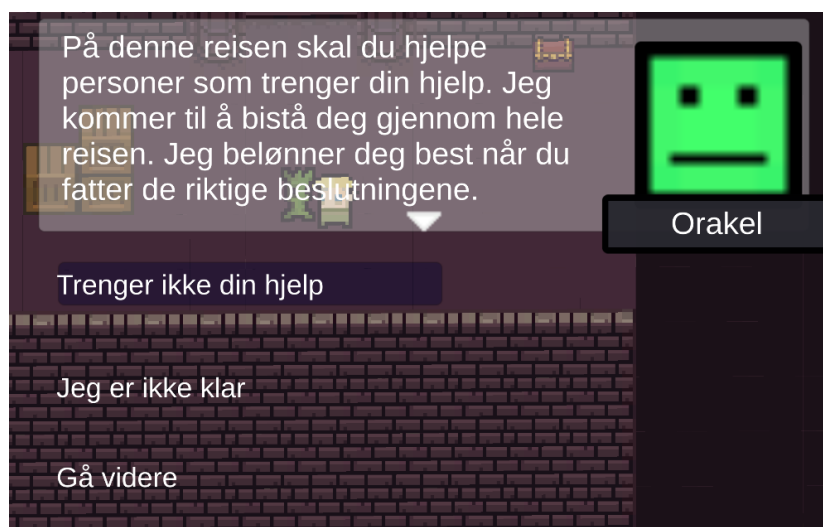 På denne reisen skal du hjelpe
personer som trenger din hjelp. Jeg
kommer til å bistå deg gjennom hele
reisen. Jeg belønner deg best når du
fatter de riktige beslutningene.
Orakel
Trenger ikke din hjelp
Jeg er ikke klar
Gå videre